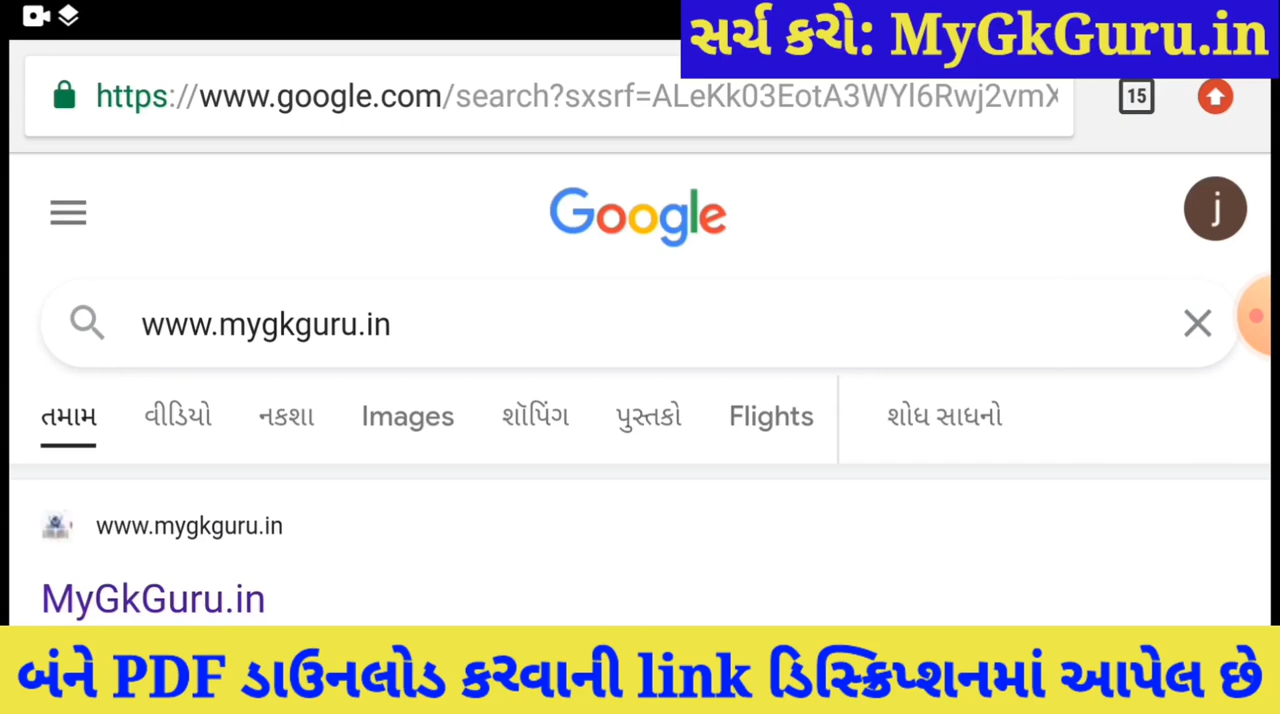 સર્ચ કરો: MyGkGuru.in
https://www.google.com/search?sxsrf=ALeKk03EotA3WYl6Rwj2vmX
15
Google
j
www.mygkguru.in
તમામ વીડિયો નકશા Images શૉપિંગ પુસ્તકો Flights શોધ સાધનો
www.mygkguru.in
MyGkGuru.in
બંને PDF ડાઉનલોડ કરવાની link ડિસ્ક્રિપ્શનમાં આપેલ છે